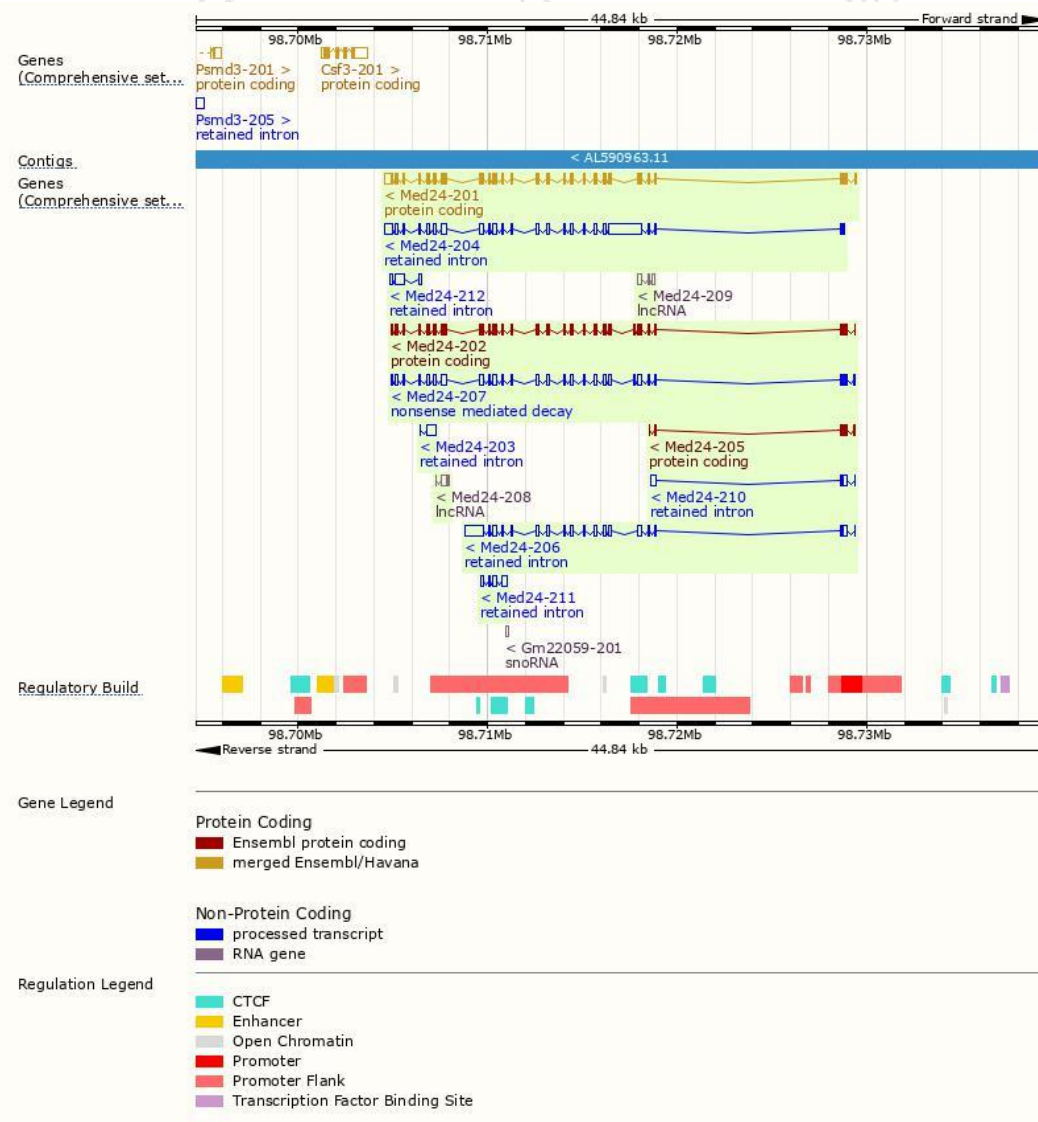 44.84 kb
Forward strand
98.70Mb 98.71Mb 98.72Mb 98.73Mb
Genes
(Comprehensive set...
Psmd3-201 > Csf3-201 >
protein coding protein coding
Psmd3-205 >
retained intron
Contigs
< AL590963.11
Genes
(Comprehensive set...
< Med24-201
protein coding
< Med24-204
retained intron
< Med24-212 < Med24-209
retained intron lncRNA
< Med24-202
protein coding
< Med24-207
nonsense mediated decay
< Med24-203 < Med24-205
retained intron protein coding
< Med24-208 < Med24-210
lncRNA retained intron
< Med24-206
retained intron
< Med24-211
retained intron
< Gm22059-201
snoRNA
Regulatory Build
98.70Mb 98.71Mb 98.72Mb 98.73Mb
Reverse strand 44.84 kb
Gene Legend
Protein Coding
Ensembl protein coding
merged Ensembl/Havana
Non-Protein Coding
processed transcript
RNA gene
Regulation Legend
CTCF
Enhancer
Open Chromatin
Promoter
Promoter Flank
Transcription Factor Binding Site